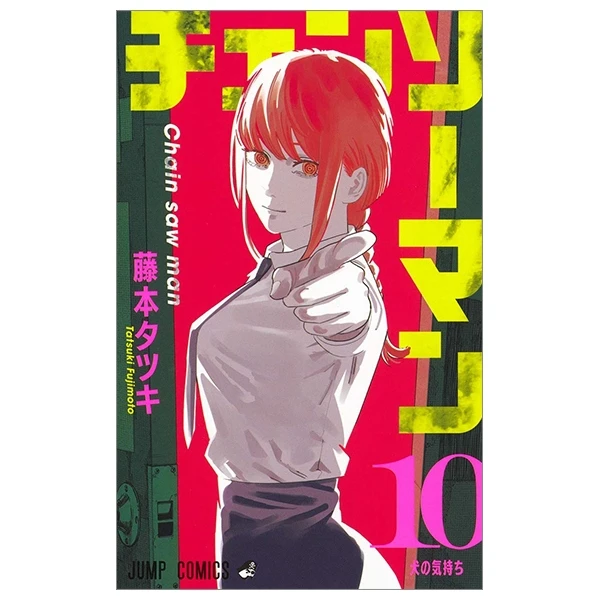 チェンソーマン
Chain saw man
藤本タツキ
Tatsuki Fujimoto
10
犬の気持ち
JUMP COMICS